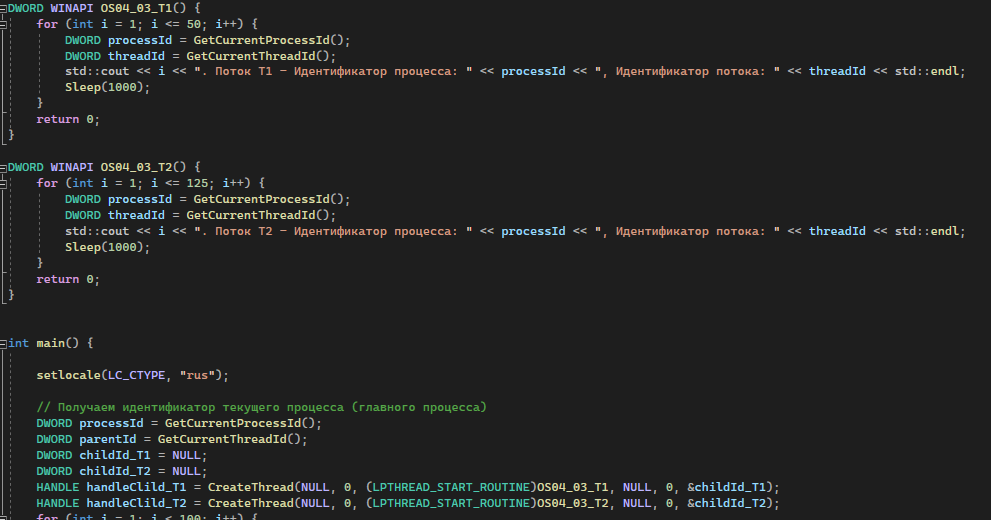 DWORD WINAPI OS04_03_T1() {
    for (int i = 1; i <= 50; i++) {
        DWORD processId = GetCurrentProcessId();
        DWORD threadId = GetCurrentThreadId();
        std::cout << i << ". Поток T1 – Идентификатор процесса: " << processId << ", Идентификатор потока: " << threadId << std::endl;
        Sleep(1000);
    }
    return 0;
}
DWORD WINAPI OS04_03_T2() {
    for (int i = 1; i <= 125; i++) {
        DWORD processId = GetCurrentProcessId();
        DWORD threadId = GetCurrentThreadId();
        std::cout << i << ". Поток T2 – Идентификатор процесса: " << processId << ", Идентификатор потока: " << threadId << std::endl;
        Sleep(1000);
    }
    return 0;
}
int main() {
    setlocale(LC_CTYPE, "rus");
    // Получаем идентификатор текущего процесса (главного процесса)
    DWORD processId = GetCurrentProcessId();
    DWORD parentId = GetCurrentThreadId();
    DWORD childId_T1 = NULL;
    DWORD childId_T2 = NULL;
    HANDLE handleClild_T1 = CreateThread(NULL, 0, (LPTHREAD_START_ROUTINE)OS04_03_T1, NULL, 0, &childId_T1);
    HANDLE handleClild_T2 = CreateThread(NULL, 0, (LPTHREAD_START_ROUTINE)OS04_03_T2, NULL, 0, &childId_T2);
    for (int i = 1; i < 100; i++) {